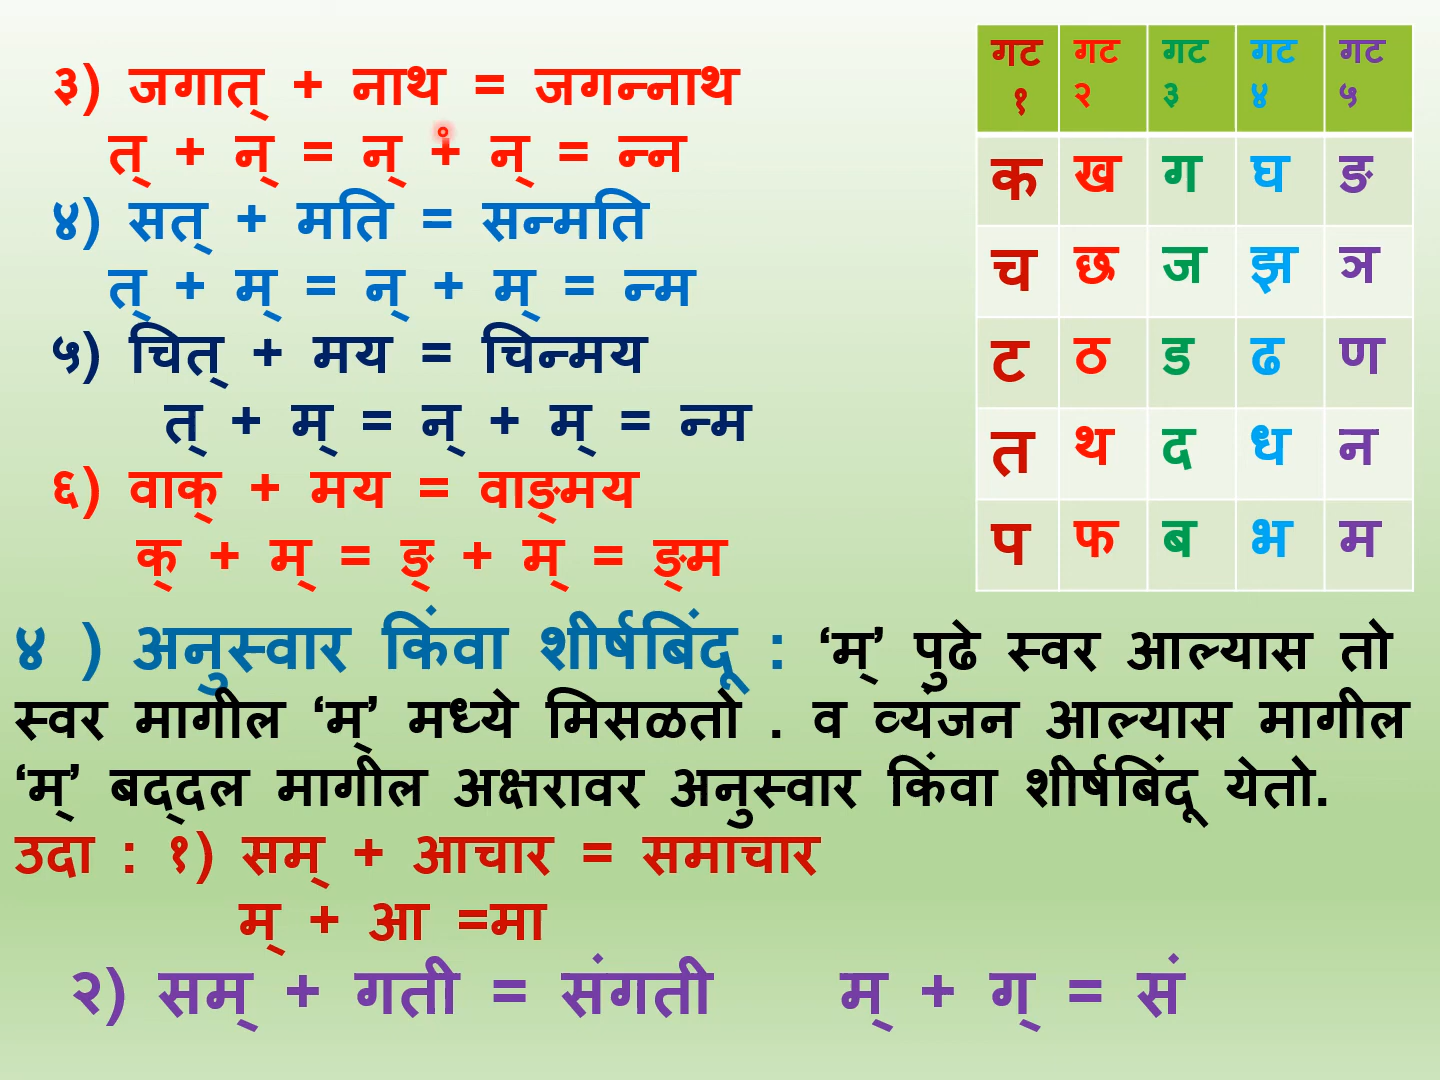 ३) जगात् + नाथ = जगन्नाथ
त् + न् = न् + न् = न्न
४) सत् + मति = सन्मति
त् + म् = न् + म् = न्म
५) चित् + मय = चिन्मय
त् + म् = न् + म् = न्म
६) वाक् + मय = वाङ्मय
क् + म् = ङ् + म् = ङ्म
गट १ गट २ गट ३ गट ४ गट ५
क ख ग घ ङ
च छ ज झ ञ
ट ठ ड ढ ण
त थ द ध न
प फ ब भ म
४ ) अनुस्वार किंवा शीर्षबिंदू : ‘म्’ पुढे स्वर आल्यास तो
स्वर मागील ‘म्’ मध्ये मिसळतो . व व्यंजन आल्यास मागील
‘म्’ बद्दल मागील अक्षरावर अनुस्वार किंवा शीर्षबिंदू येतो.
उदा : १) सम् + आचार = समाचार
म् + आ =मा
२) सम् + गती = संगती म् + ग् = सं